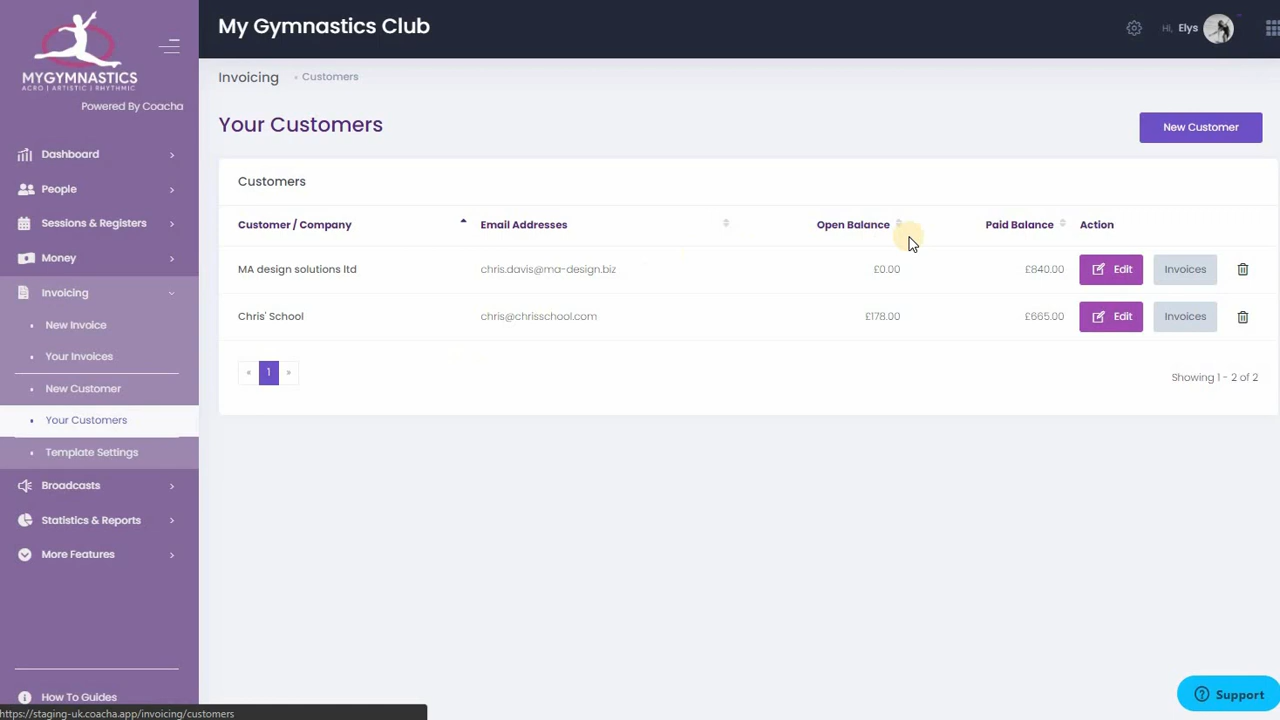 My Gymnastics Club
Hi, Elys
MYGYMNASTICS
ACRO | ARTISTIC | RHYTHMIC
Powered By Coacha
Dashboard
People
Sessions & Registers
Money
Invoicing
New Invoice
Your Invoices
New Customer
Your Customers
Template Settings
Broadcasts
Statistics & Reports
More Features
How To Guides
https://staging-uk.coacha.app/invoicing/customers
Invoicing • Customers
Your Customers
New Customer
Customers
Customer / Company Email Addresses Open Balance Paid Balance Action
MA design solutions ltd chris.davis@ma-design.biz £0.00 £840.00 Edit Invoices
Chris' School chris@chrisschool.com £178.00 £665.00 Edit Invoices
« 1 »
Showing 1 - 2 of 2
Support